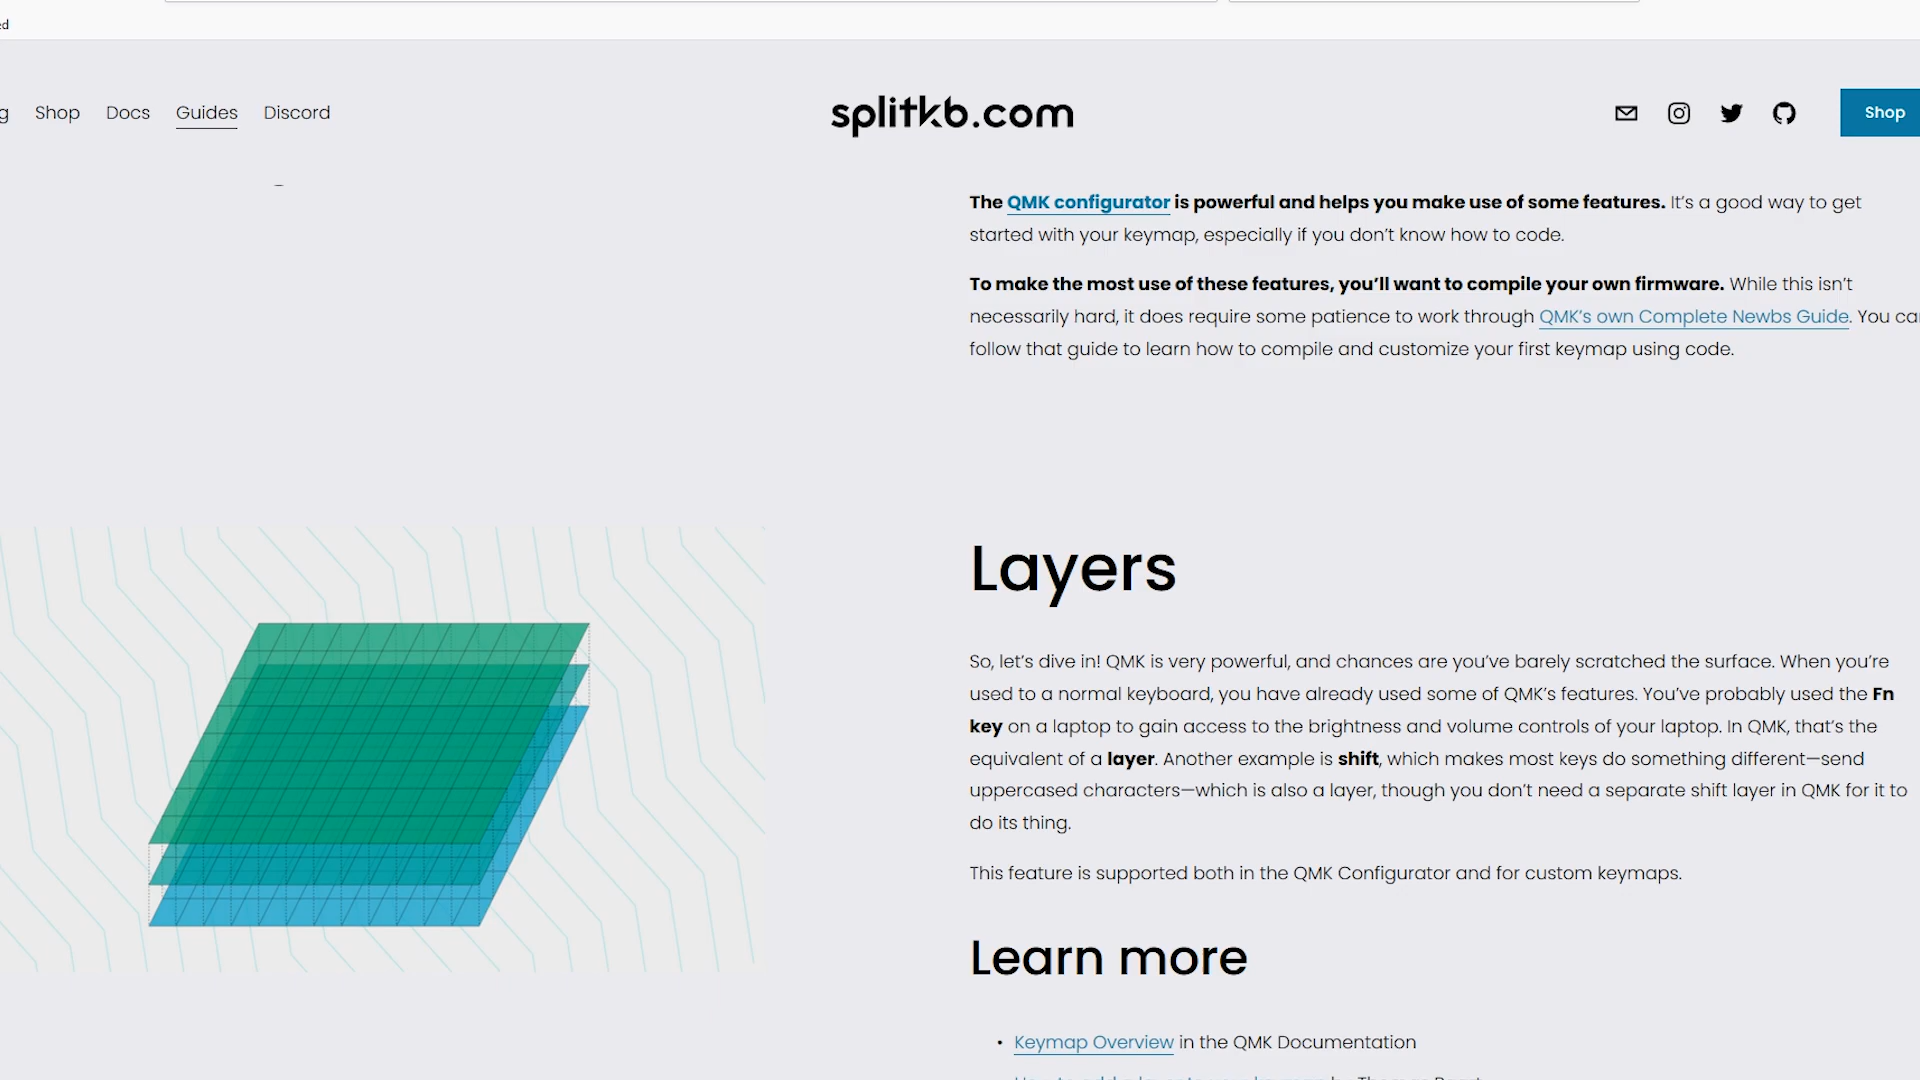 ed
g Shop Docs Guides Discord
splitkb.com
Shop
The QMK configurator is powerful and helps you make use of some features. It’s a good way to get
started with your keymap, especially if you don’t know how to code.
To make the most use of these features, you’ll want to compile your own firmware. While this isn’t
necessarily hard, it does require some patience to work through QMK’s own Complete Newbs Guide. You can
follow that guide to learn how to compile and customize your first keymap using code.
Layers
So, let’s dive in! QMK is very powerful, and chances are you’ve barely scratched the surface. When you’re
used to a normal keyboard, you have already used some of QMK’s features. You’ve probably used the Fn
key on a laptop to gain access to the brightness and volume controls of your laptop. In QMK, that’s the
equivalent of a layer. Another example is shift, which makes most keys do something different—send
uppercased characters—which is also a layer, though you don’t need a separate shift layer in QMK for it to
do its thing.
This feature is supported both in the QMK Configurator and for custom keymaps.
Learn more
• Keymap Overview in the QMK Documentation